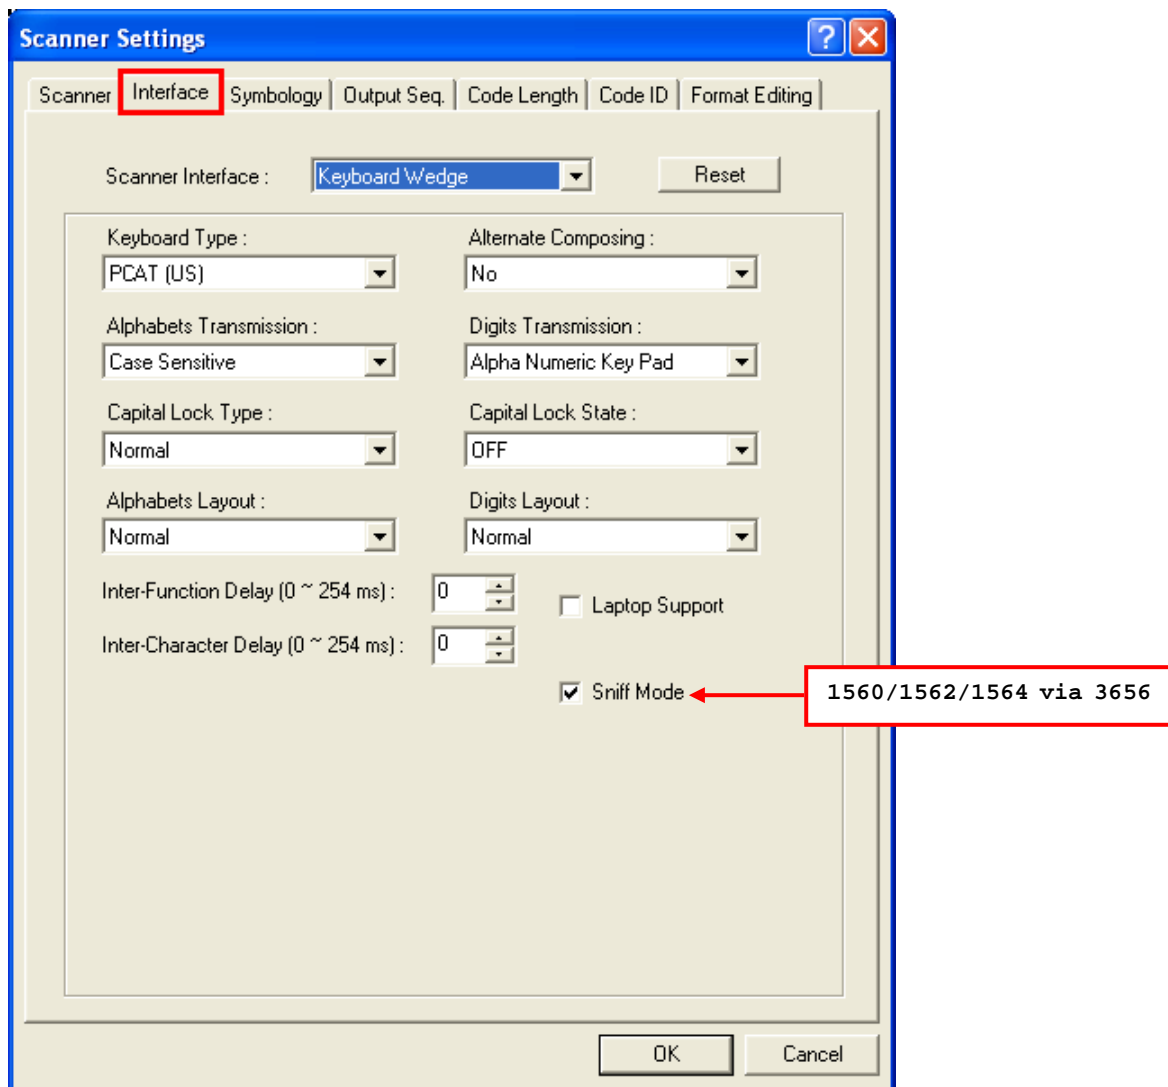 Scanner Settings
Scanner Interface Symbology Output Seq. Code Length Code ID Format Editing
Scanner Interface : Keyboard Wedge Reset
Keyboard Type : Alternate Composing :
PCAT (US) No
Alphabets Transmission : Digits Transmission :
Case Sensitive Alpha Numeric Key Pad
Capital Lock Type : Capital Lock State :
Normal OFF
Alphabets Layout : Digits Layout :
Normal Normal
Inter-Function Delay (0 ~ 254 ms) : 0
Laptop Support
Inter-Character Delay (0 ~ 254 ms) : 0
Sniff Mode 1560/1562/1564 via 3656
OK Cancel